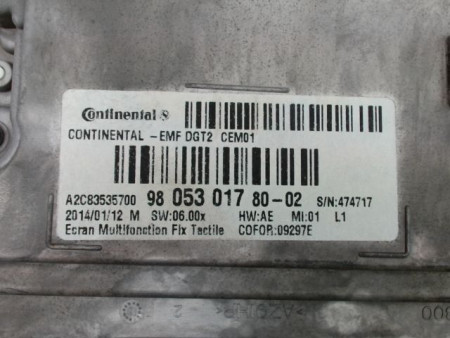 Continental
CONTINENTAL -EMF DGT2 CEM01
A2C83535700 98 053 017 80-02 S/N:474717
2014/01/12 M SW:06.00x HW:AE MI:01 L1
Ecran Multifonction Fix Tactile COFOR:09297E